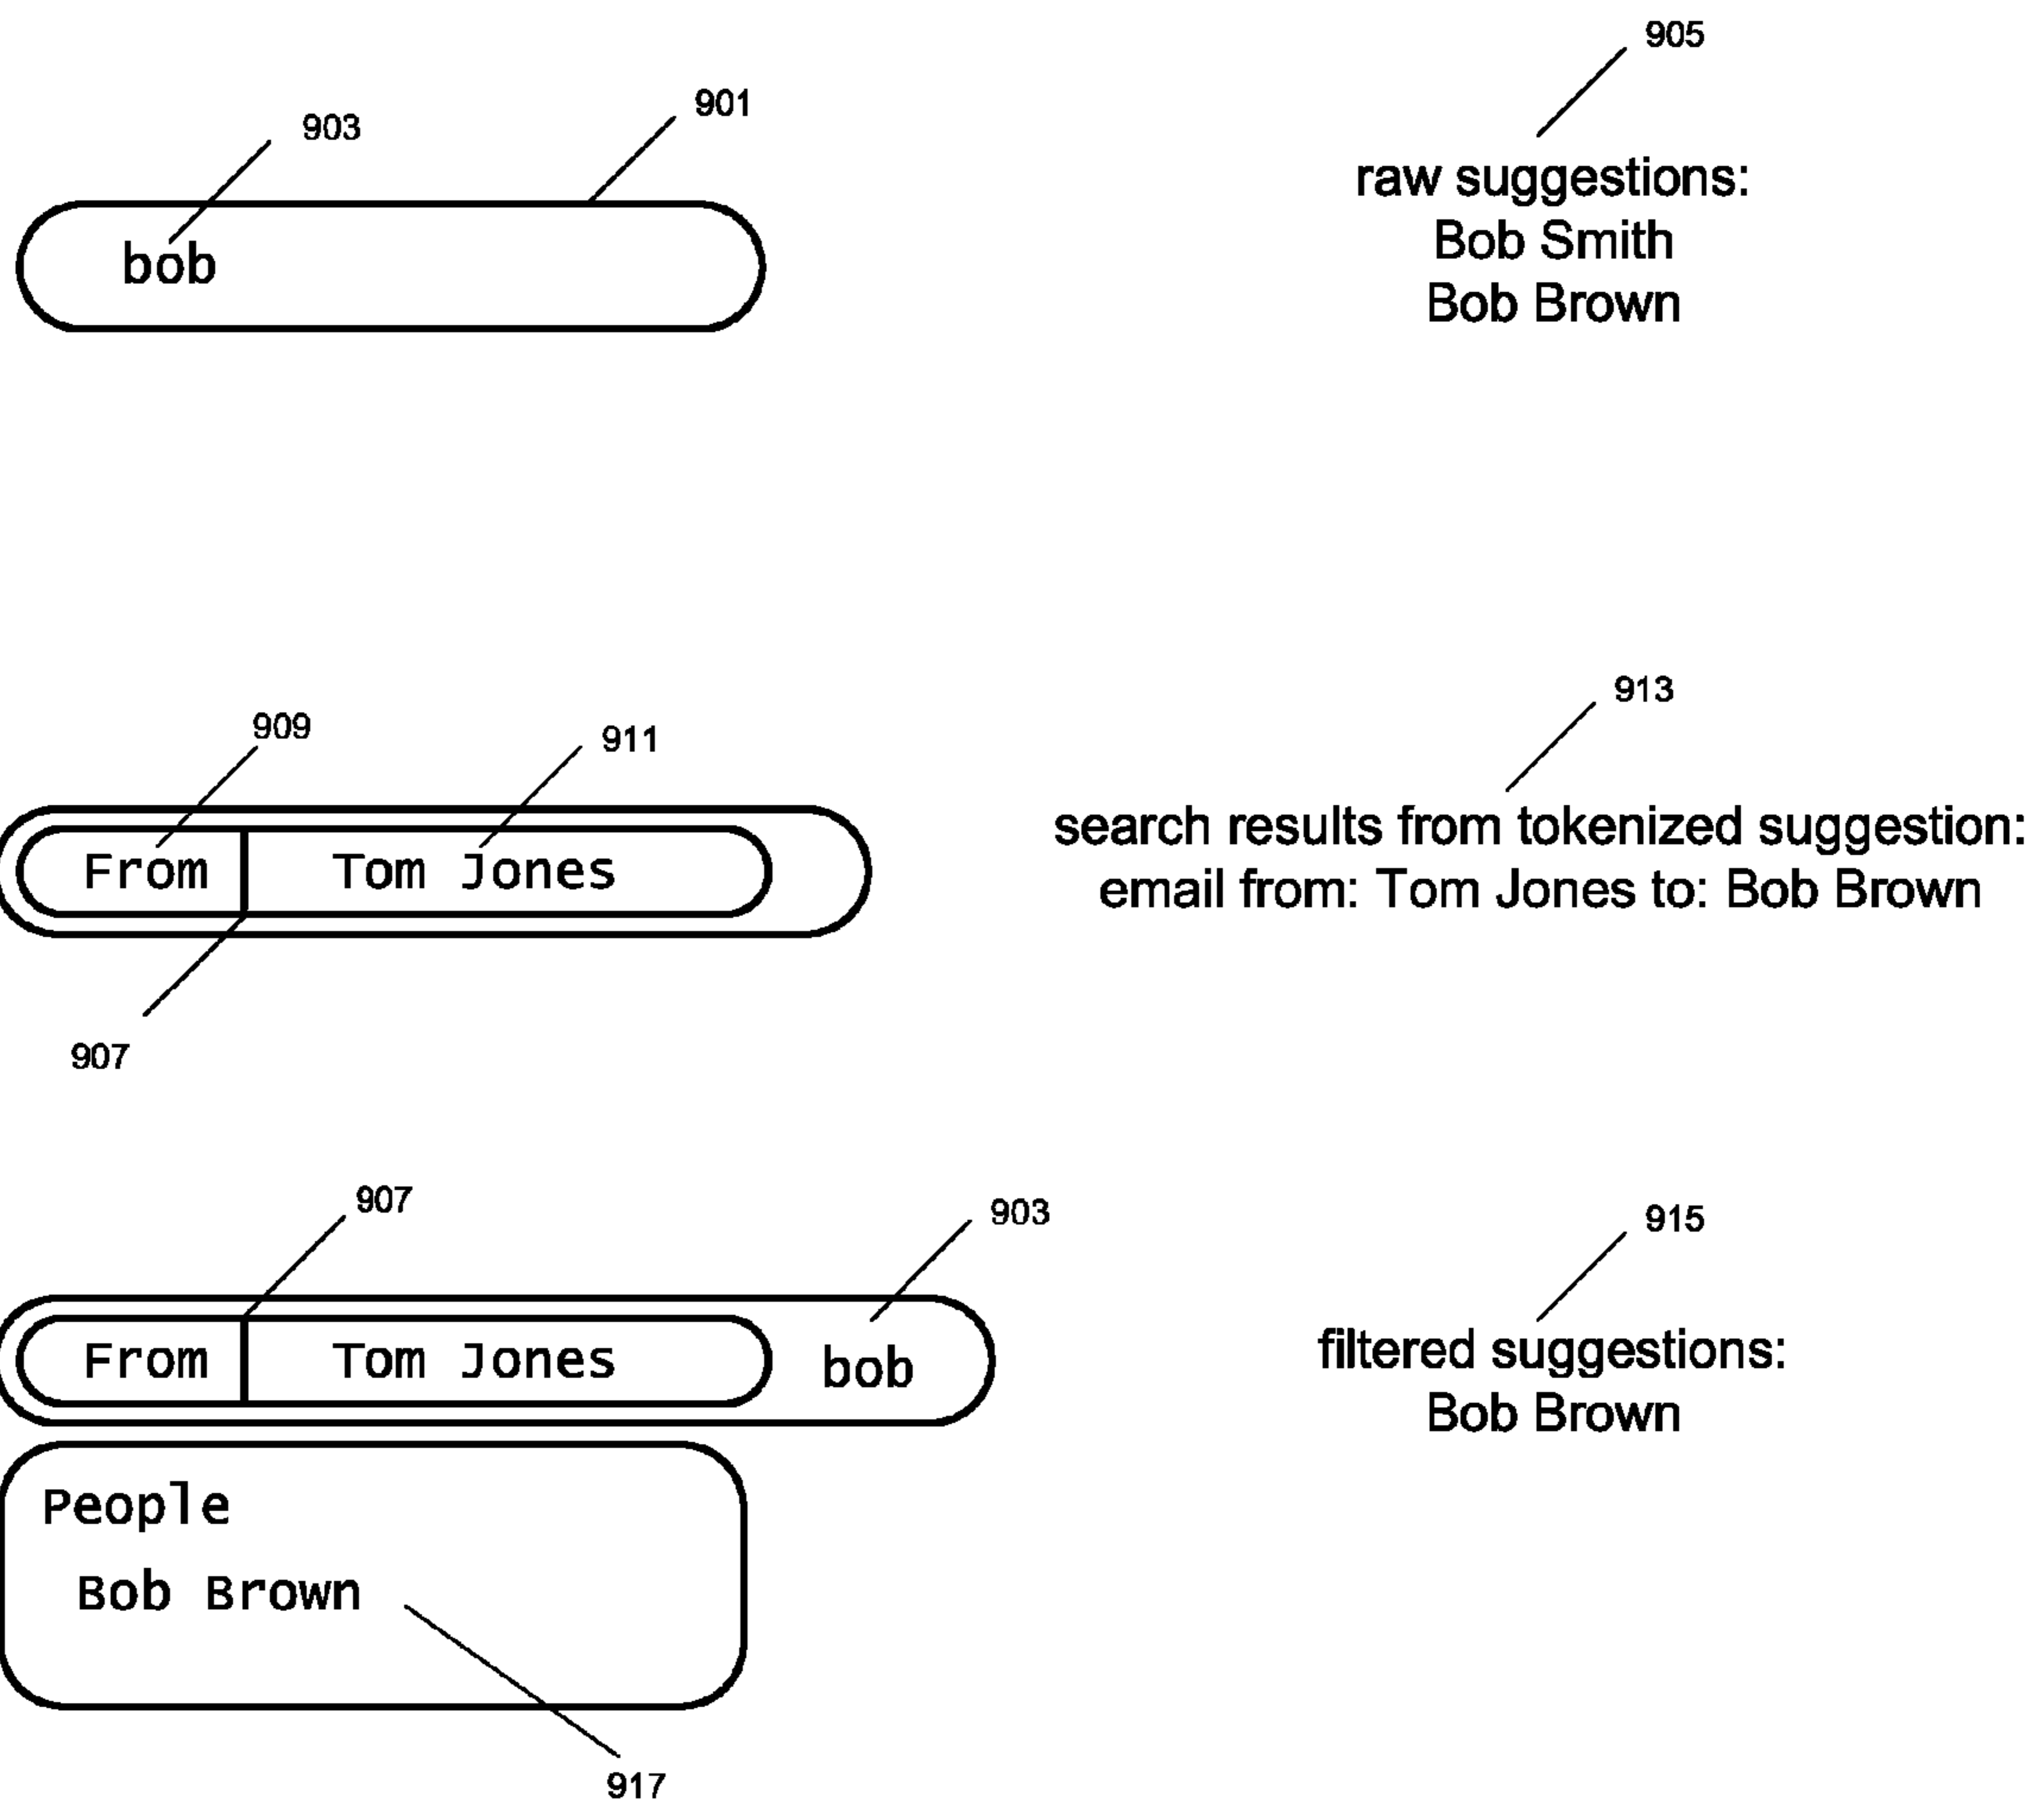 905
901
903
raw suggestions:
Bob Smith
Bob Brown
bob
913
909
911
search results from tokenized suggestion:
email from: Tom Jones to: Bob Brown
From Tom Jones
907
907
903
915
From Tom Jones bob
filtered suggestions:
Bob Brown
People
Bob Brown
917